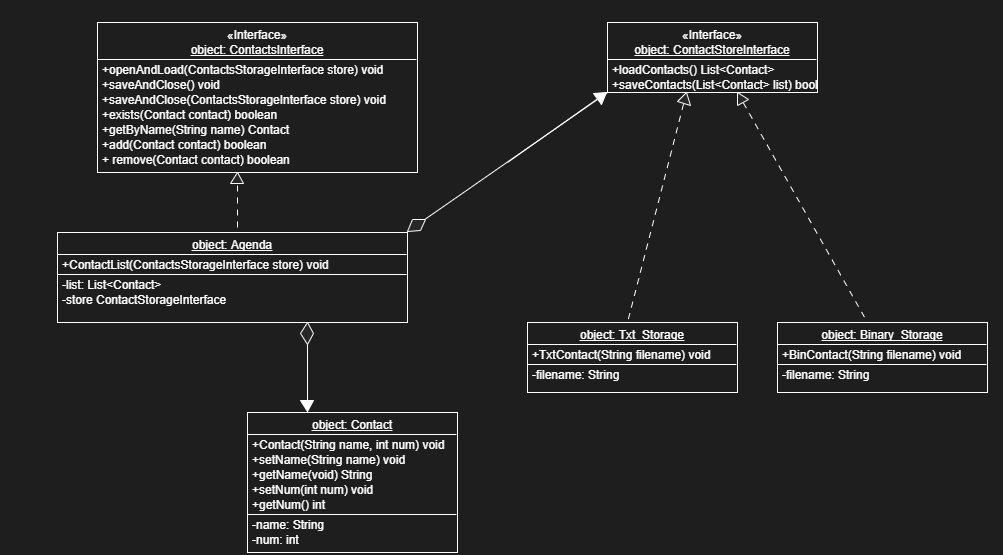 «Interface»
object: ContactsInterface
+openAndLoad(ContactsStorageInterface store) void
+saveAndClose() void
+saveAndClose(ContactsStorageInterface store) void
+exists(Contact contact) boolean
+getByName(String name) Contact
+add(Contact contact) boolean
+ remove(Contact contact) boolean
«Interface»
object: ContactStoreInterface
+loadContacts() List<Contact>
+saveContacts(List<Contact> list) bool
object: Agenda
+ContactList(ContactsStorageInterface store) void
-list: List<Contact>
-store ContactStorageInterface
object: Txt_Storage
+TxtContact(String filename) void
-filename: String
object: Binary_Storage
+BinContact(String filename) void
-filename: String
object: Contact
+Contact(String name, int num) void
+setName(String name) void
+getName(void) String
+setNum(int num) void
+getNum() int
-name: String
-num: int